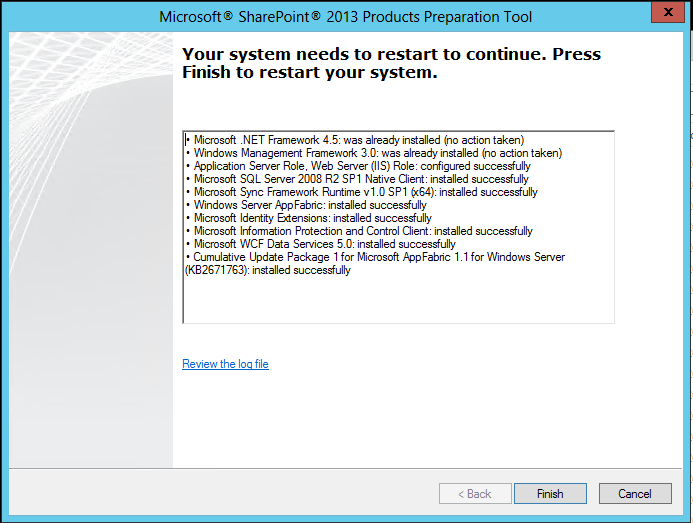 Microsoft® SharePoint® 2013 Products Preparation Tool
x
Your system needs to restart to continue. Press
Finish to restart your system.
• Microsoft .NET Framework 4.5: was already installed (no action taken)
• Windows Management Framework 3.0: was already installed (no action taken)
• Application Server Role, Web Server (IIS) Role: configured successfully
• Microsoft SQL Server 2008 R2 SP1 Native Client: installed successfully
• Microsoft Sync Framework Runtime v1.0 SP1 (x64): installed successfully
• Windows Server AppFabric: installed successfully
• Microsoft Identity Extensions: installed successfully
• Microsoft Information Protection and Control Client: installed successfully
• Microsoft WCF Data Services 5.0: installed successfully
• Cumulative Update Package 1 for Microsoft AppFabric 1.1 for Windows Server
(KB2671763): installed successfully
Review the log file
< Back Finish Cancel